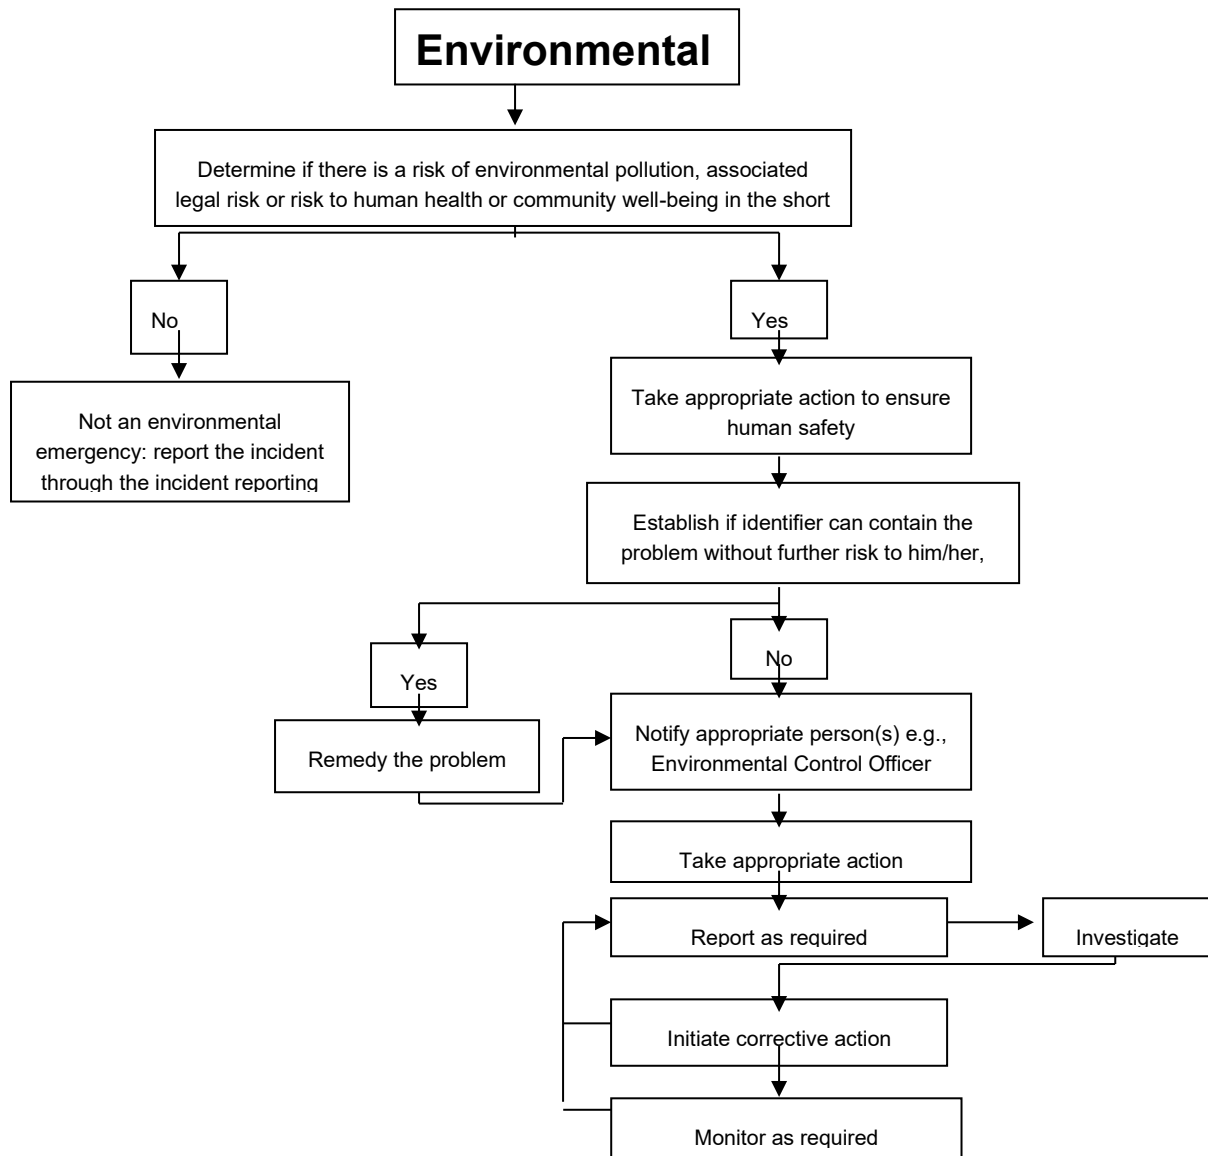 Environmental
Determine if there is a risk of environmental pollution, associated
legal risk or risk to human health or community well-being in the short
No
Yes
Not an environmental
emergency: report the incident
through the incident reporting
Take appropriate action to ensure
human safety
Establish if identifier can contain the
problem without further risk to him/her,
Yes
No
Remedy the problem
Notify appropriate person(s) e.g.,
Environmental Control Officer
Take appropriate action
Report as required
Investigate
Initiate corrective action
Monitor as required